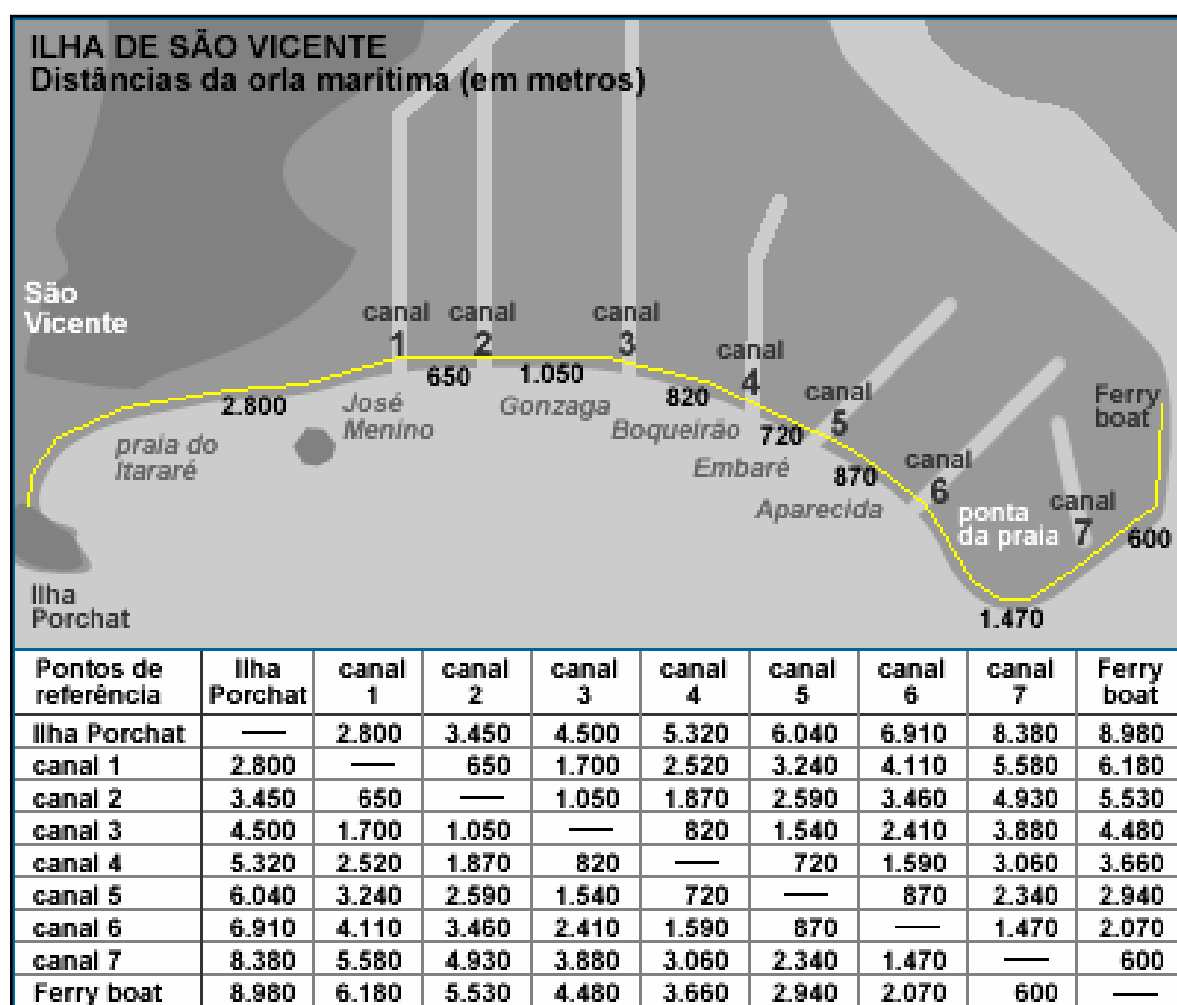 ILHA DE SÃO VICENTE
Distâncias da orla marítima (em metros)
São
Vicente
canal
1
canal
2
canal
3
canal
4
canal
5
canal
6
canal
7
Ferry
boat
2.800
650
1.050
820
720
870
1.470
600
praia do
Itararé
José
Menino
Gonzaga
Boqueirão
Embaré
Aparecida
ponta
da praia
Ilha
Porchat
Pontos de referência Ilha Porchat canal 1 canal 2 canal 3 canal 4 canal 5 canal 6 canal 7 Ferry boat
Ilha Porchat — 2.800 3.450 4.500 5.320 6.040 6.910 8.380 8.980
canal 1 2.800 — 650 1.700 2.520 3.240 4.110 5.580 6.180
canal 2 3.450 650 — 1.050 1.870 2.590 3.460 4.930 5.530
canal 3 4.500 1.700 1.050 — 820 1.540 2.410 3.880 4.480
canal 4 5.320 2.520 1.870 820 — 720 1.590 3.060 3.660
canal 5 6.040 3.240 2.590 1.540 720 — 870 2.340 2.940
canal 6 6.910 4.110 3.460 2.410 1.590 870 — 1.470 2.070
canal 7 8.380 5.580 4.930 3.880 3.060 2.340 1.470 — 600
Ferry boat 8.980 6.180 5.530 4.480 3.660 2.940 2.070 600 —